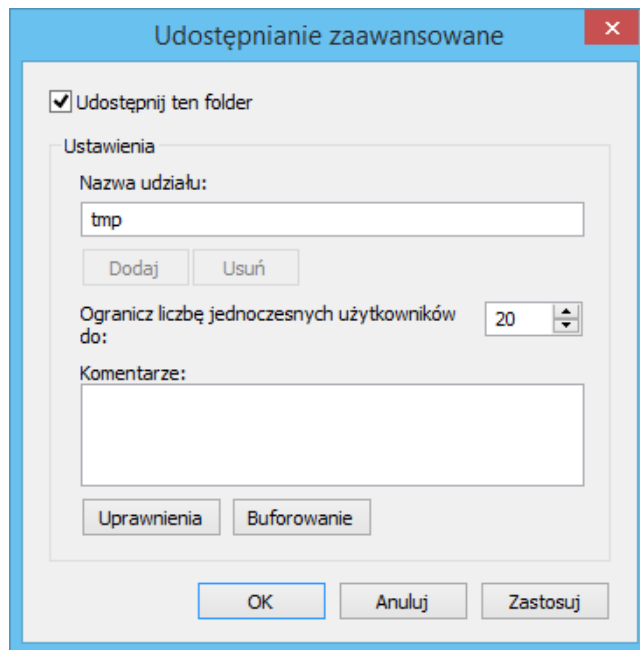 Udostępnianie zaawansowane
Udostępnij ten folder
Ustawienia
Nazwa udziału:
tmp
Dodaj
Usuń
Ogranicz liczbę jednoczesnych użytkowników
do:
20
Komentarze:
Uprawnienia
Buforowanie
OK
Anuluj
Zastosuj